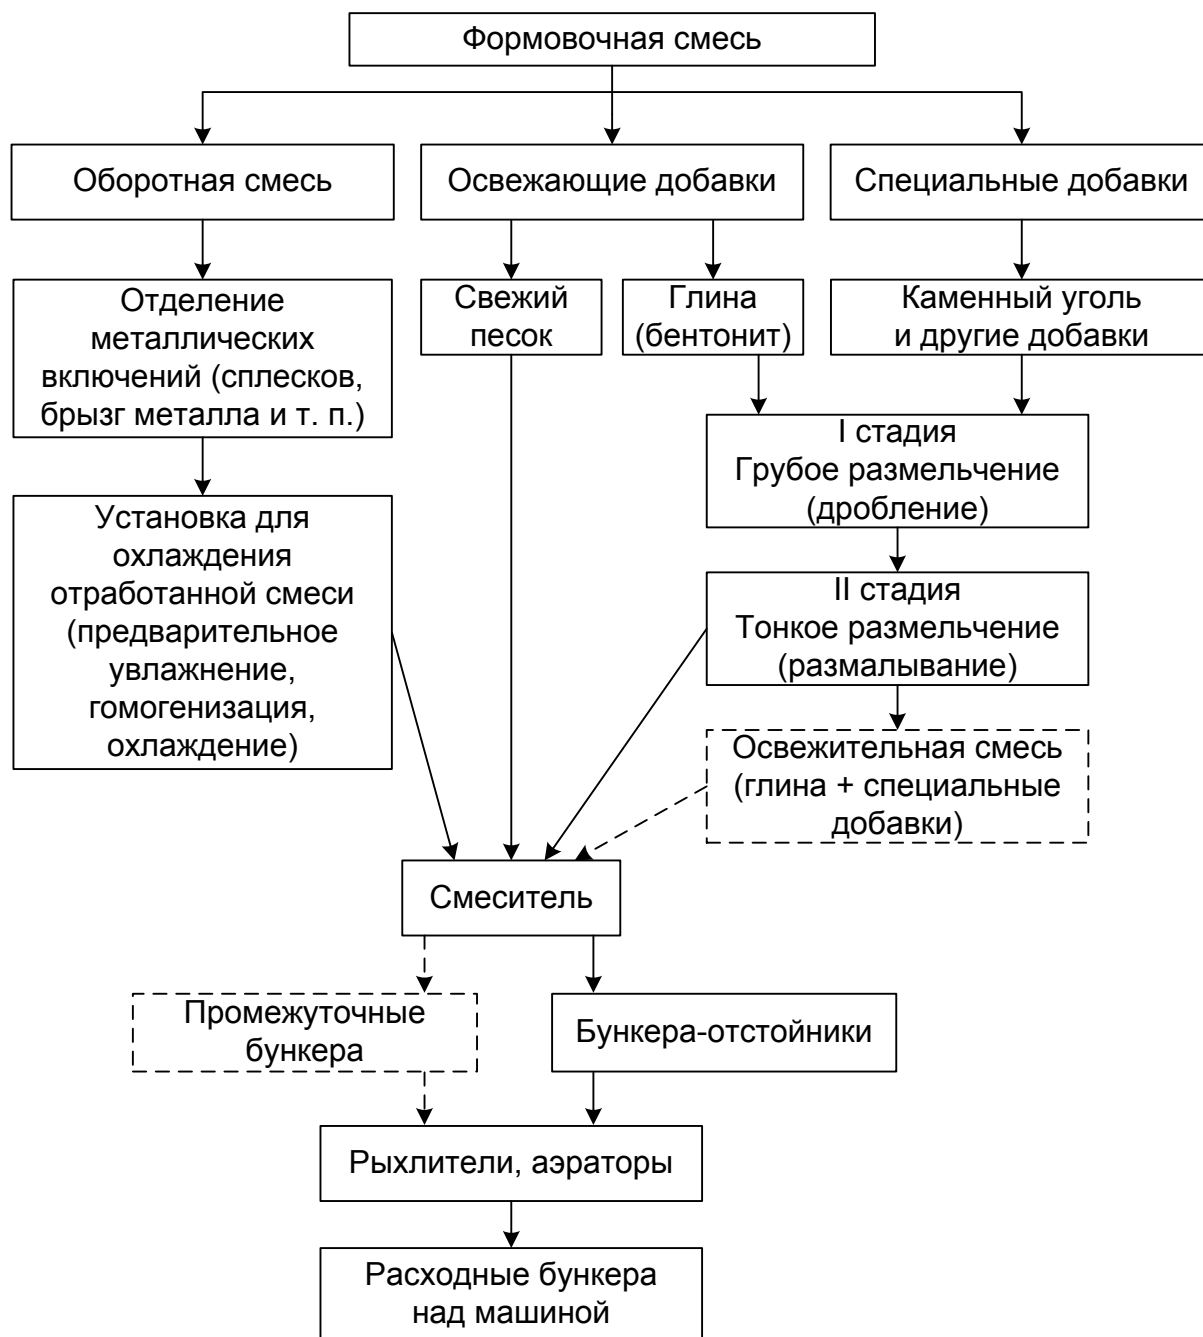 Формовочная смесь
Оборотная смесь
Освежающие добавки
Специальные добавки
Отделение
металлических
включений (сплесков,
брызг металла и т. п.)
Свежий
песок
Глина
(бентонит)
Каменный уголь
и другие добавки
I стадия
Грубое размельчение
(дробление)
Установка для
охлаждения
отработанной смеси
(предварительное
увлажнение,
гомогенизация,
охлаждение)
II стадия
Тонкое размельчение
(размалывание)
Освежительная смесь
(глина + специальные
добавки)
Смеситель
Промежуточные
бункера
Бункера-отстойники
Рыхлители, аэраторы
Расходные бункера
над машиной